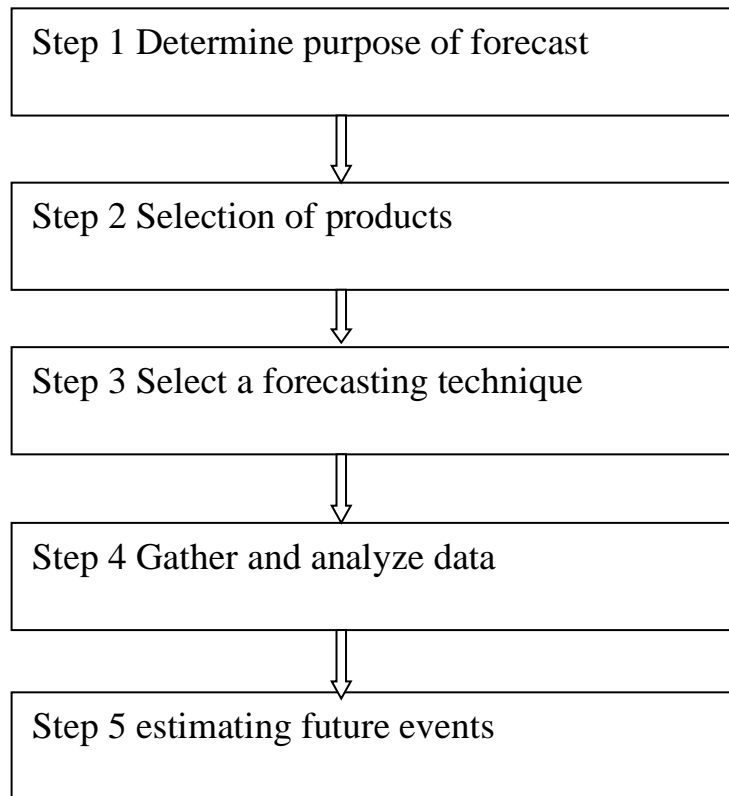 Step 1 Determine purpose of forecast
Step 2 Selection of products
Step 3 Select a forecasting technique
Step 4 Gather and analyze data
Step 5 estimating future events